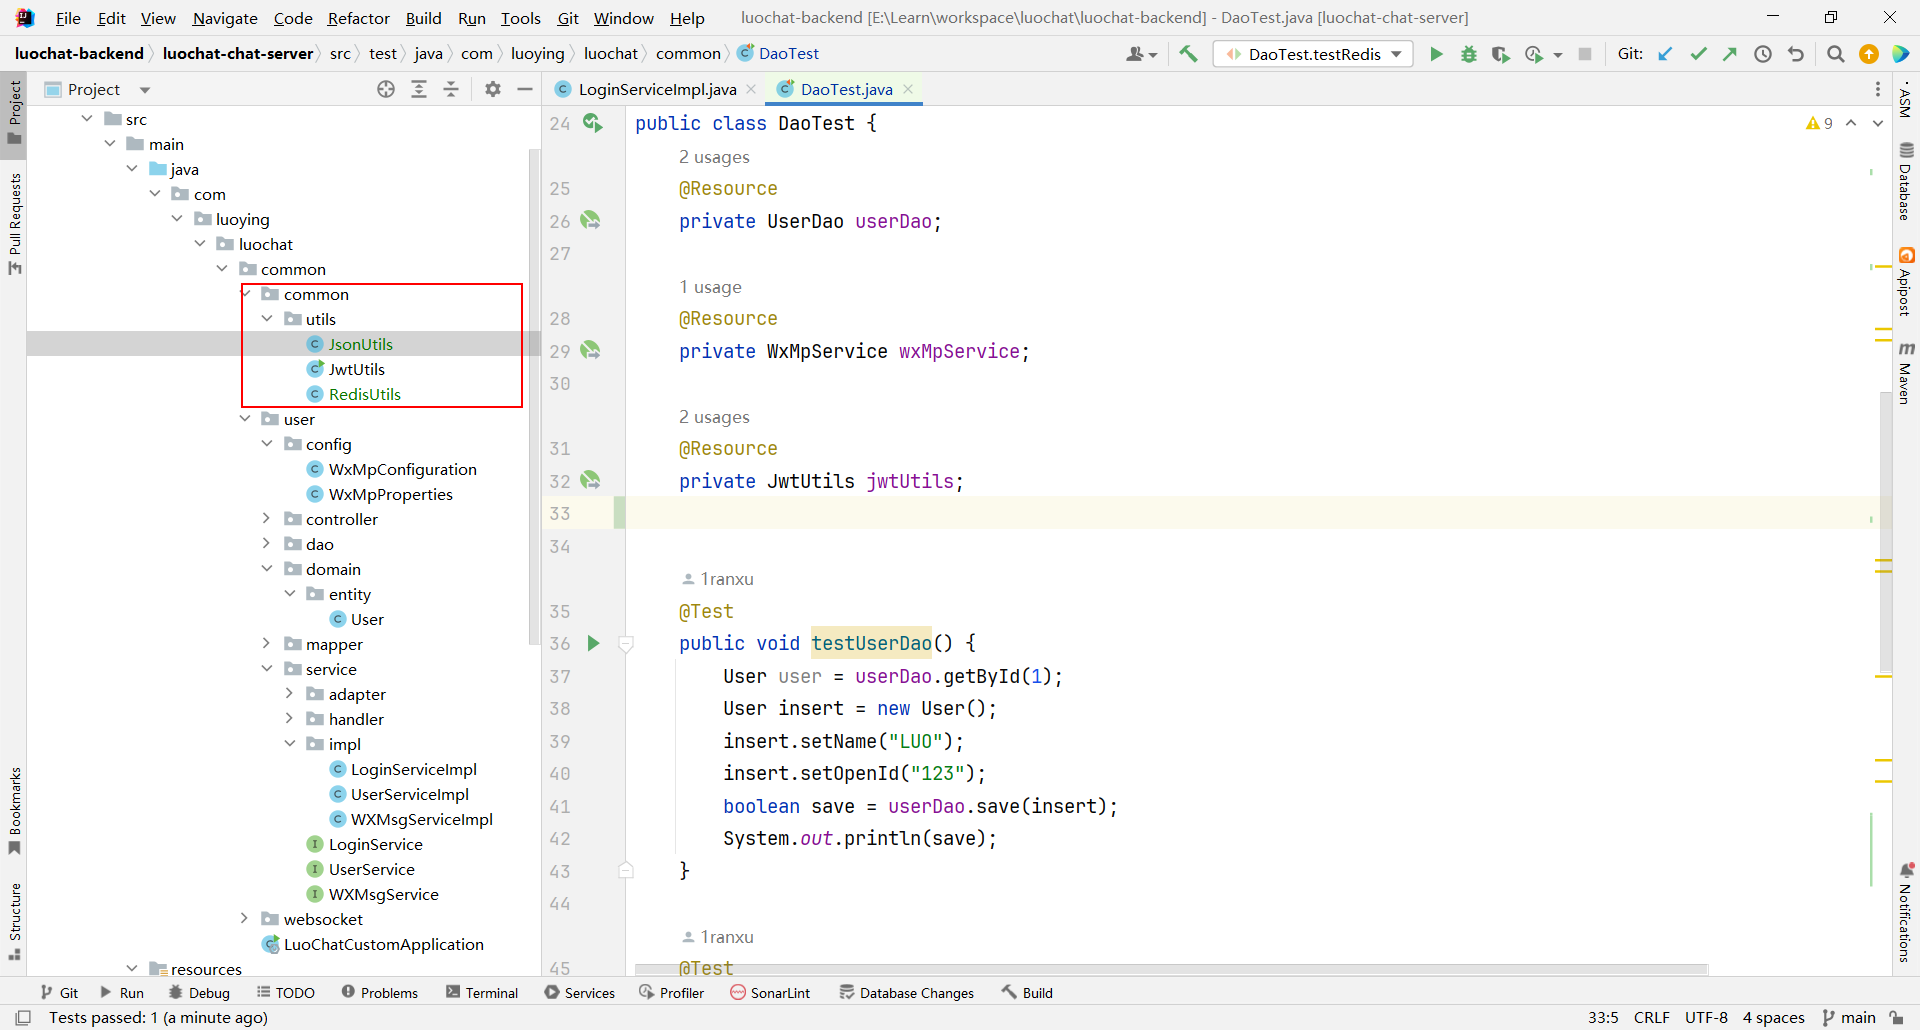 File Edit View Navigate Code Refactor Build Run Tools Git Window Help luochat-backend [E:\Learn\workspace\luochat\luochat-backend] - DaoTest.java [luochat-chat-server]
luochat-backend luochat-chat-server src test java com luoying luochat common DaoTest DaoTest.testRedis Git:
Project LoginServiceImpl.java DaoTest.java
src
main
java
com
luoying
luochat
common
common
utils
JsonUtils
JwtUtils
RedisUtils
user
config
WxMpConfiguration
WxMpProperties
controller
dao
domain
entity
User
mapper
service
adapter
handler
impl
LoginServiceImpl
UserServiceImpl
WXMsgServiceImpl
LoginService
UserService
WXMsgService
websocket
LuoChatCustomApplication
resources
Project
Pull Requests
Bookmarks
Structure
24 public class DaoTest {
9
2 usages
25 @Resource
26 private UserDao userDao;
27
1 usage
28 @Resource
29 private WxMpService wxMpService;
30
2 usages
31 @Resource
32 private JwtUtils jwtUtils;
33
34
1ranxu
35 @Test
36 public void testUserDao() {
37 User user = userDao.getById(1);
38 User insert = new User();
39 insert.setName("LUO");
40 insert.setOpenId("123");
41 boolean save = userDao.save(insert);
42 System.out.println(save);
43 }
44
1ranxu
45 @Test
ASM
Database
Apipost
Maven
Notifications
Git Run Debug TODO Problems Terminal Services Profiler SonarLint Database Changes Build
Tests passed: 1 (a minute ago) 33:5 CRLF UTF-8 4 spaces main